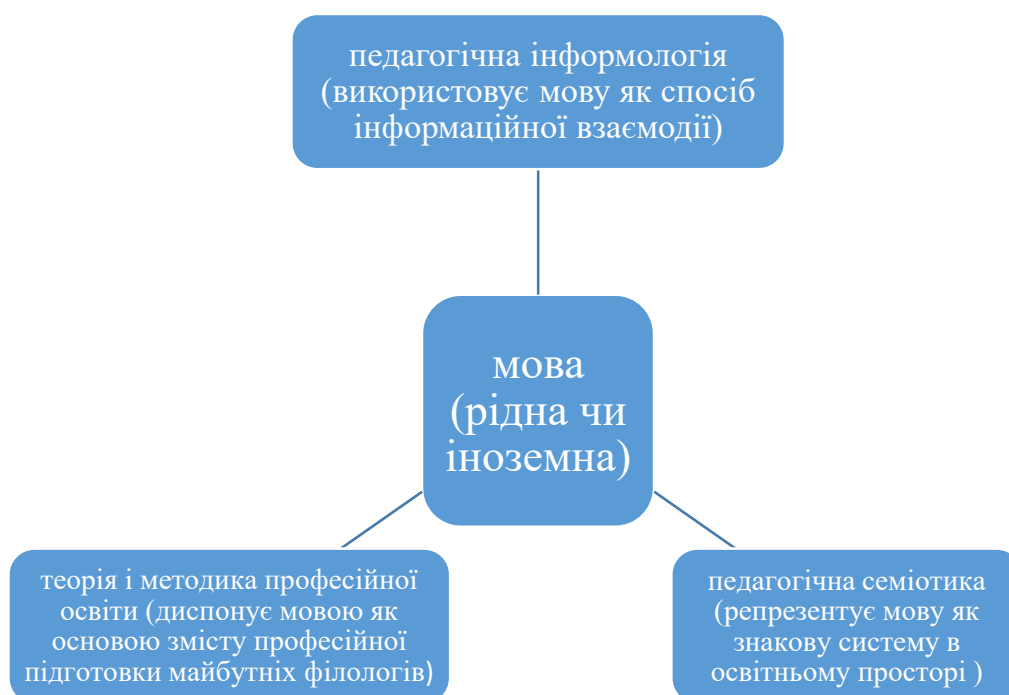 педагогічна інформологія
(використовує мову як спосіб
інформаційної взаємодії)
мова
(рідна чи
іноземна)
теорія і методика професійної
освіти (диспонує мовою як
основою змісту професійної
підготовки майбутніх філологів)
педагогічна семіотика
(репрезентує мову як
знакову систему в
освітньому просторі )